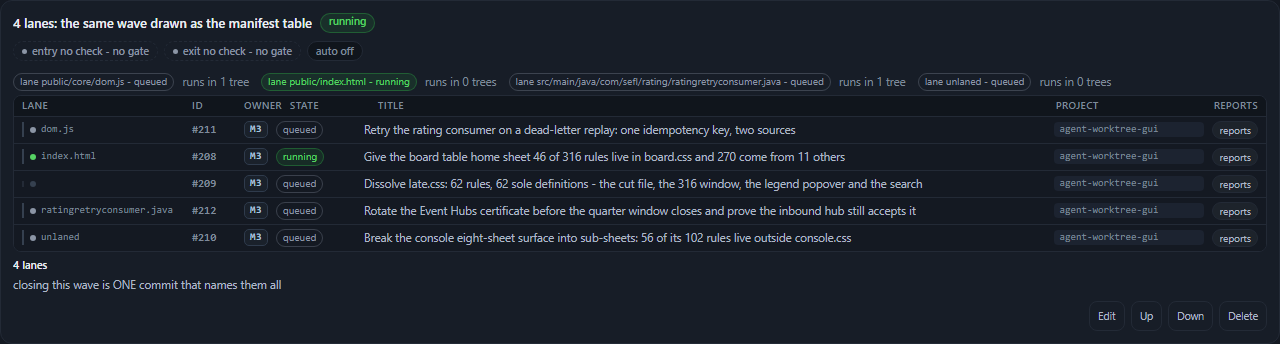 4 lanes: the same wave drawn as the manifest table running
entry no check - no gate exit no check - no gate auto off
lane public/core/dom.js - queued runs in 1 tree lane public/index.html - running runs in 0 trees lane src/main/java/com/sefl/rating/ratingretryconsumer.java - queued runs in 1 tree lane unlaned - queued runs in 0 trees
LANE ID OWNER STATE TITLE PROJECT REPORTS
dom.js #211 M3 queued Retry the rating consumer on a dead-letter replay: one idempotency key, two sources agent-worktree-gui reports
index.html #208 M3 running Give the board table home sheet 46 of 316 rules live in board.css and 270 come from 11 others agent-worktree-gui reports
#209 M3 queued Dissolve late.css: 62 rules, 62 sole definitions - the cut file, the 316 window, the legend popover and the search agent-worktree-gui reports
ratingretryconsumer.java #212 M3 queued Rotate the Event Hubs certificate before the quarter window closes and prove the inbound hub still accepts it agent-worktree-gui reports
unlaned #210 M3 queued Break the console eight-sheet surface into sub-sheets: 56 of its 102 rules live outside console.css agent-worktree-gui reports
4 lanes
closing this wave is ONE commit that names them all
Edit Up Down Delete